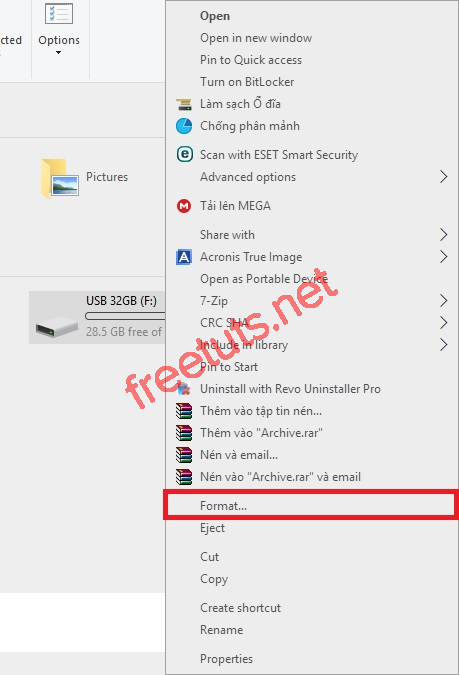 cted
Options
Pictures
USB 32GB (F:)
28.5 GB free of
Open
Open in new window
Pin to Quick access
Turn on BitLocker
Làm sạch Ổ đĩa
Chống phân mảnh
Scan with ESET Smart Security
Advanced options
Tải lên MEGA
Share with
Acronis True Image
Open as Portable Device
7-Zip
CRC SHA
Include in library
Pin to Start
Uninstall with Revo Uninstaller Pro
Thêm vào tập tin nén...
Thêm vào "Archive.rar"
Nén và email...
Nén vào "Archive.rar" và email
Format...
Eject
Cut
Copy
Create shortcut
Rename
Properties
freetuts.net